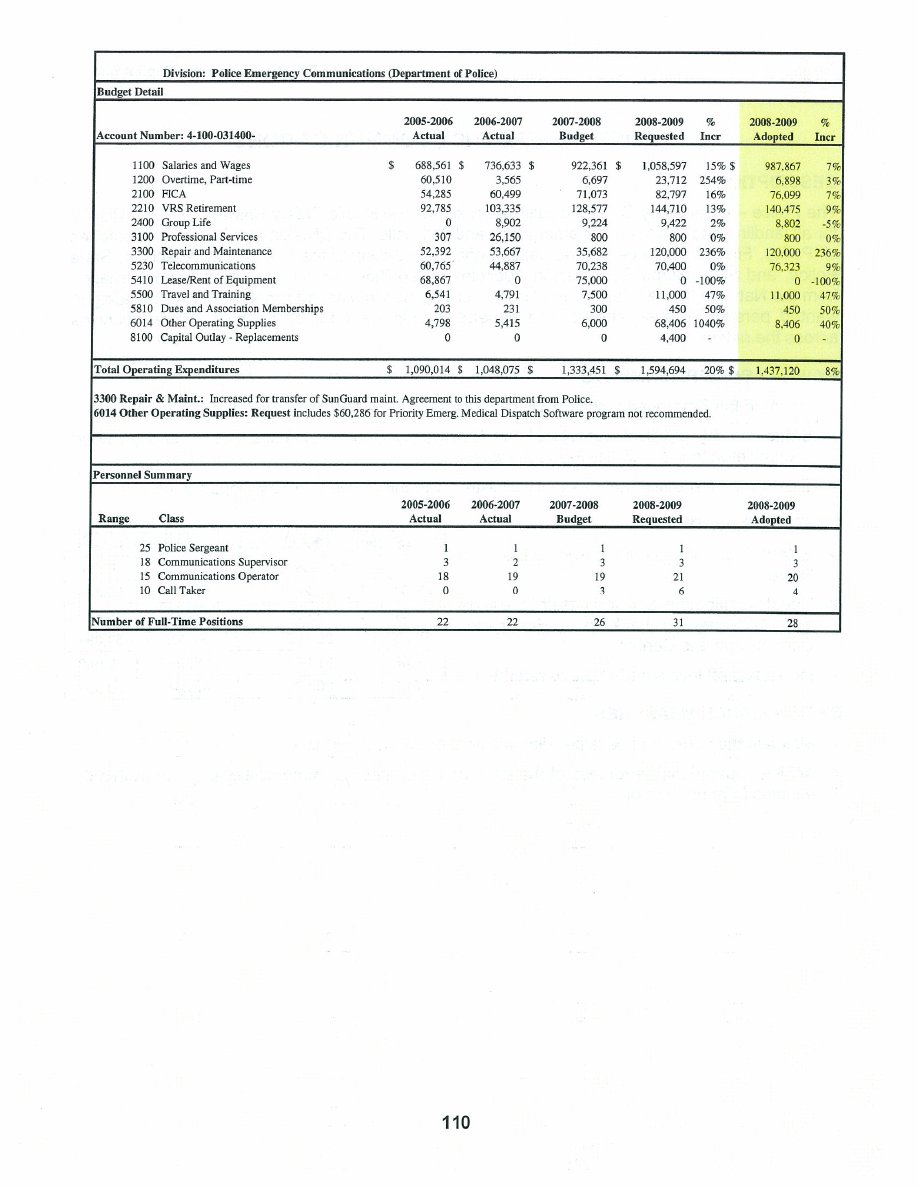 Division: Police Emergency Communications (Department of Police)
Budget Detail
2005-2006 2006-2007 2007-2008 2008-2009 % 2008-2009 %
Account Number: 4-100-031400- Actual Actual Budget Requested Incr Adopted Incr
1100 Salaries and Wages $ 688,561 $ 736,633 $ 922,361 $ 1,058,597 15% $ 987,867 7%
1200 Overtime, Part-time 60,510 3,565 6,697 23,712 254% 6,898 3%
2100 FICA 54,285 60,499 71,073 82,797 16% 76,099 7%
2210 VRS Retirement 92,785 103,335 128,577 144,710 13% 140,475 9%
2400 Group Life 0 8,902 9,224 9,422 2% 8,802 -5%
3100 Professional Services 307 26,150 800 800 0% 800 0%
3300 Repair and Maintenance 52,392 53,667 35,682 120,000 236% 120,000 236%
5230 Telecommunications 60,765 44,887 70,238 70,400 0% 76,323 9%
5410 Lease/Rent of Equipment 68,867 0 75,000 0 -100% 0 -100%
5500 Travel and Training 6,541 4,791 7,500 11,000 47% 11,000 47%
5810 Dues and Association Memberships 203 231 300 450 50% 450 50%
6014 Other Operating Supplies 4,798 5,415 6,000 68,406 1040% 8,406 40%
8100 Capital Outlay - Replacements 0 0 0 4,400 - 0 -
Total Operating Expenditures $ 1,090,014 $ 1,048,075 $ 1,333,451 $ 1,594,694 20% $ 1,437,120 8%
3300 Repair & Maint.: Increased for transfer of SunGuard maint. Agreement to this department from Police.
6014 Other Operating Supplies: Request includes $60,286 for Priority Emerg. Medical Dispatch Software program not recommended.
Personnel Summary
2005-2006 2006-2007 2007-2008 2008-2009 2008-2009
Range Class Actual Actual Budget Requested Adopted
25 Police Sergeant 1 1 1 1 1
18 Communications Supervisor 3 2 3 3 3
15 Communications Operator 18 19 19 21 20
10 Call Taker 0 0 3 6 4
Number of Full-Time Positions 22 22 26 31 28
110